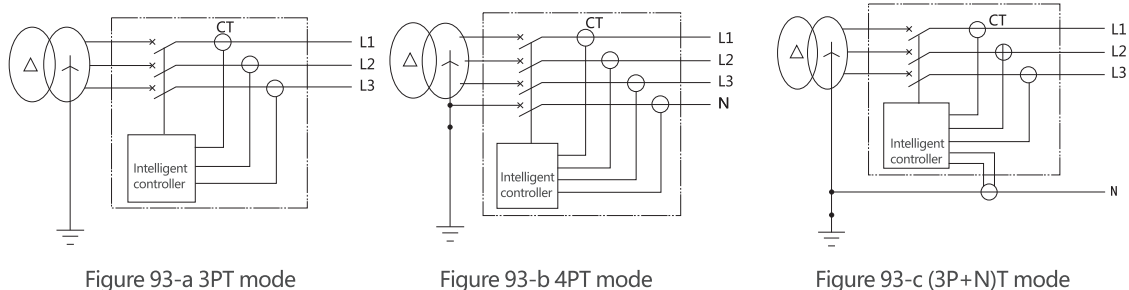 CT
L1
L2
L3
Intelligent
controller
Figure 93-a 3PT mode
CT
L1
L2
L3
N
Intelligent
controller
Figure 93-b 4PT mode
CT
L1
L2
L3
Intelligent
controller
N
Figure 93-c (3P+N)T mode